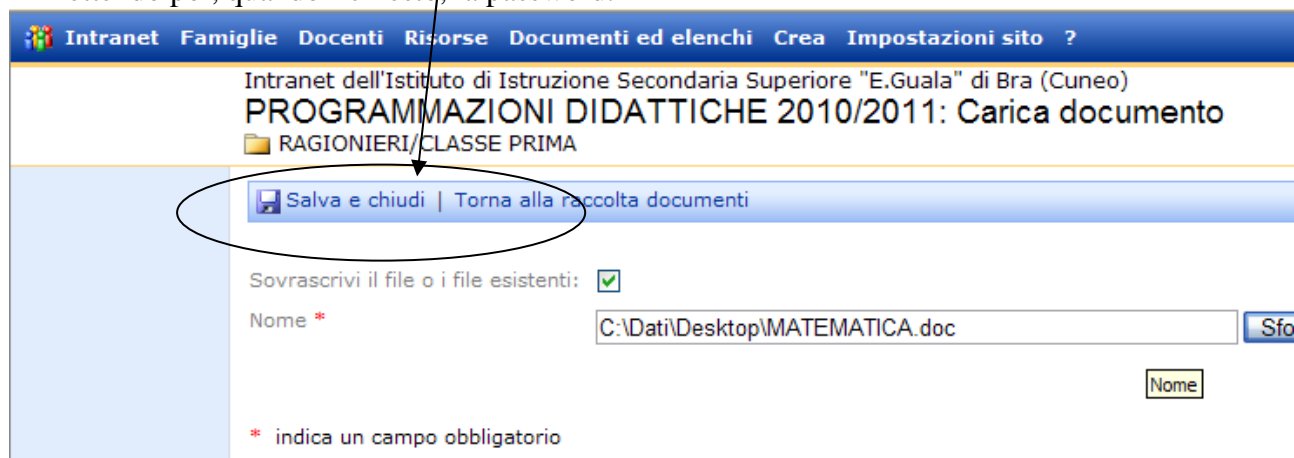 Intranet Famiglie Docenti Risorse Documenti ed elenchi Crea Impostazioni sito ?
Intranet dell'Istituto di Istruzione Secondaria Superiore "E.Guala" di Bra (Cuneo)
PROGRAMMAZIONI DIDATTICHE 2010/2011: Carica documento
RAGIONIERI/CLASSE PRIMA
Salva e chiudi | Torna alla raccolta documenti
Sovrascrivi il file o i file esistenti:
Nome *
C:\Dati\Desktop\MATEMATICA.doc
Sfo
Nome
* indica un campo obbligatorio